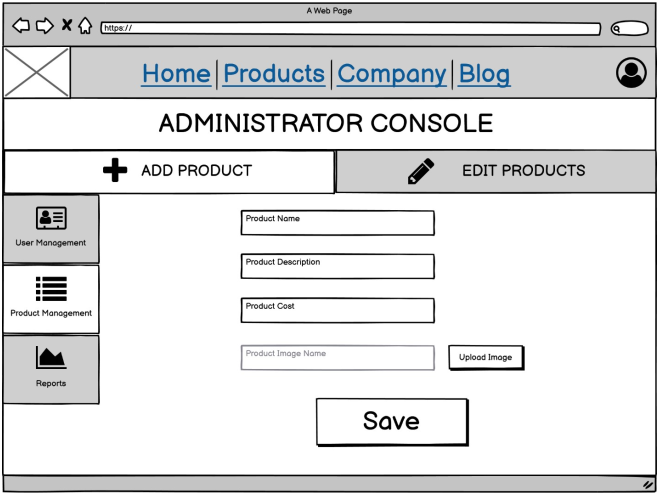 A Web Page
https://
Home Products Company Blog
ADMINISTRATOR CONSOLE
ADD PRODUCT
EDIT PRODUCTS
User Management
Product Management
Reports
Product Name
Product Description
Product Cost
Product Image Name
Upload Image
Save